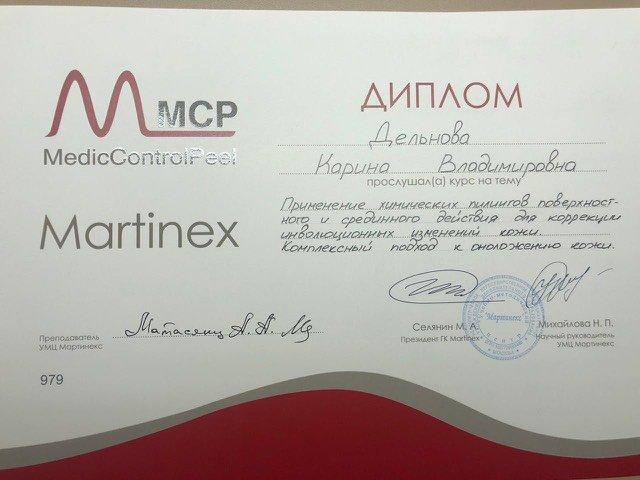 MCP
MedicControlPeel
Martinex
ДИПЛОМ
Дельнова
Карина Владимировна
прослушал(а) курс на тему
Применение химических пилингов поверхност-
ного и срединного действия для коррекции
инволюционных изменений кожи.
Комплексный подход к омоложению кожи.
Мартинекс
Селянин М. А.
Президент ГК Martinex
Михайлова Н. П.
Научный руководитель
УМЦ Мартинекс
Преподаватель
УМЦ Мартинекс
979